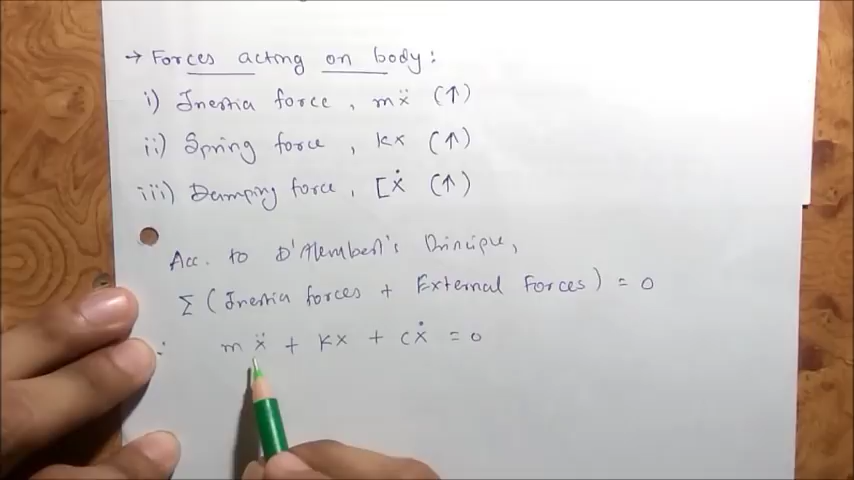 → Forces acting on body :
i) Inertia force , mẍ (↑)
ii) Spring force , kx (↑)
iii) Damping force , [ẋ (↑)
Acc. to D'Alembert's Principle,
Σ (Inertia forces + External Forces) = 0
∴ mẍ + kx + cẋ = 0